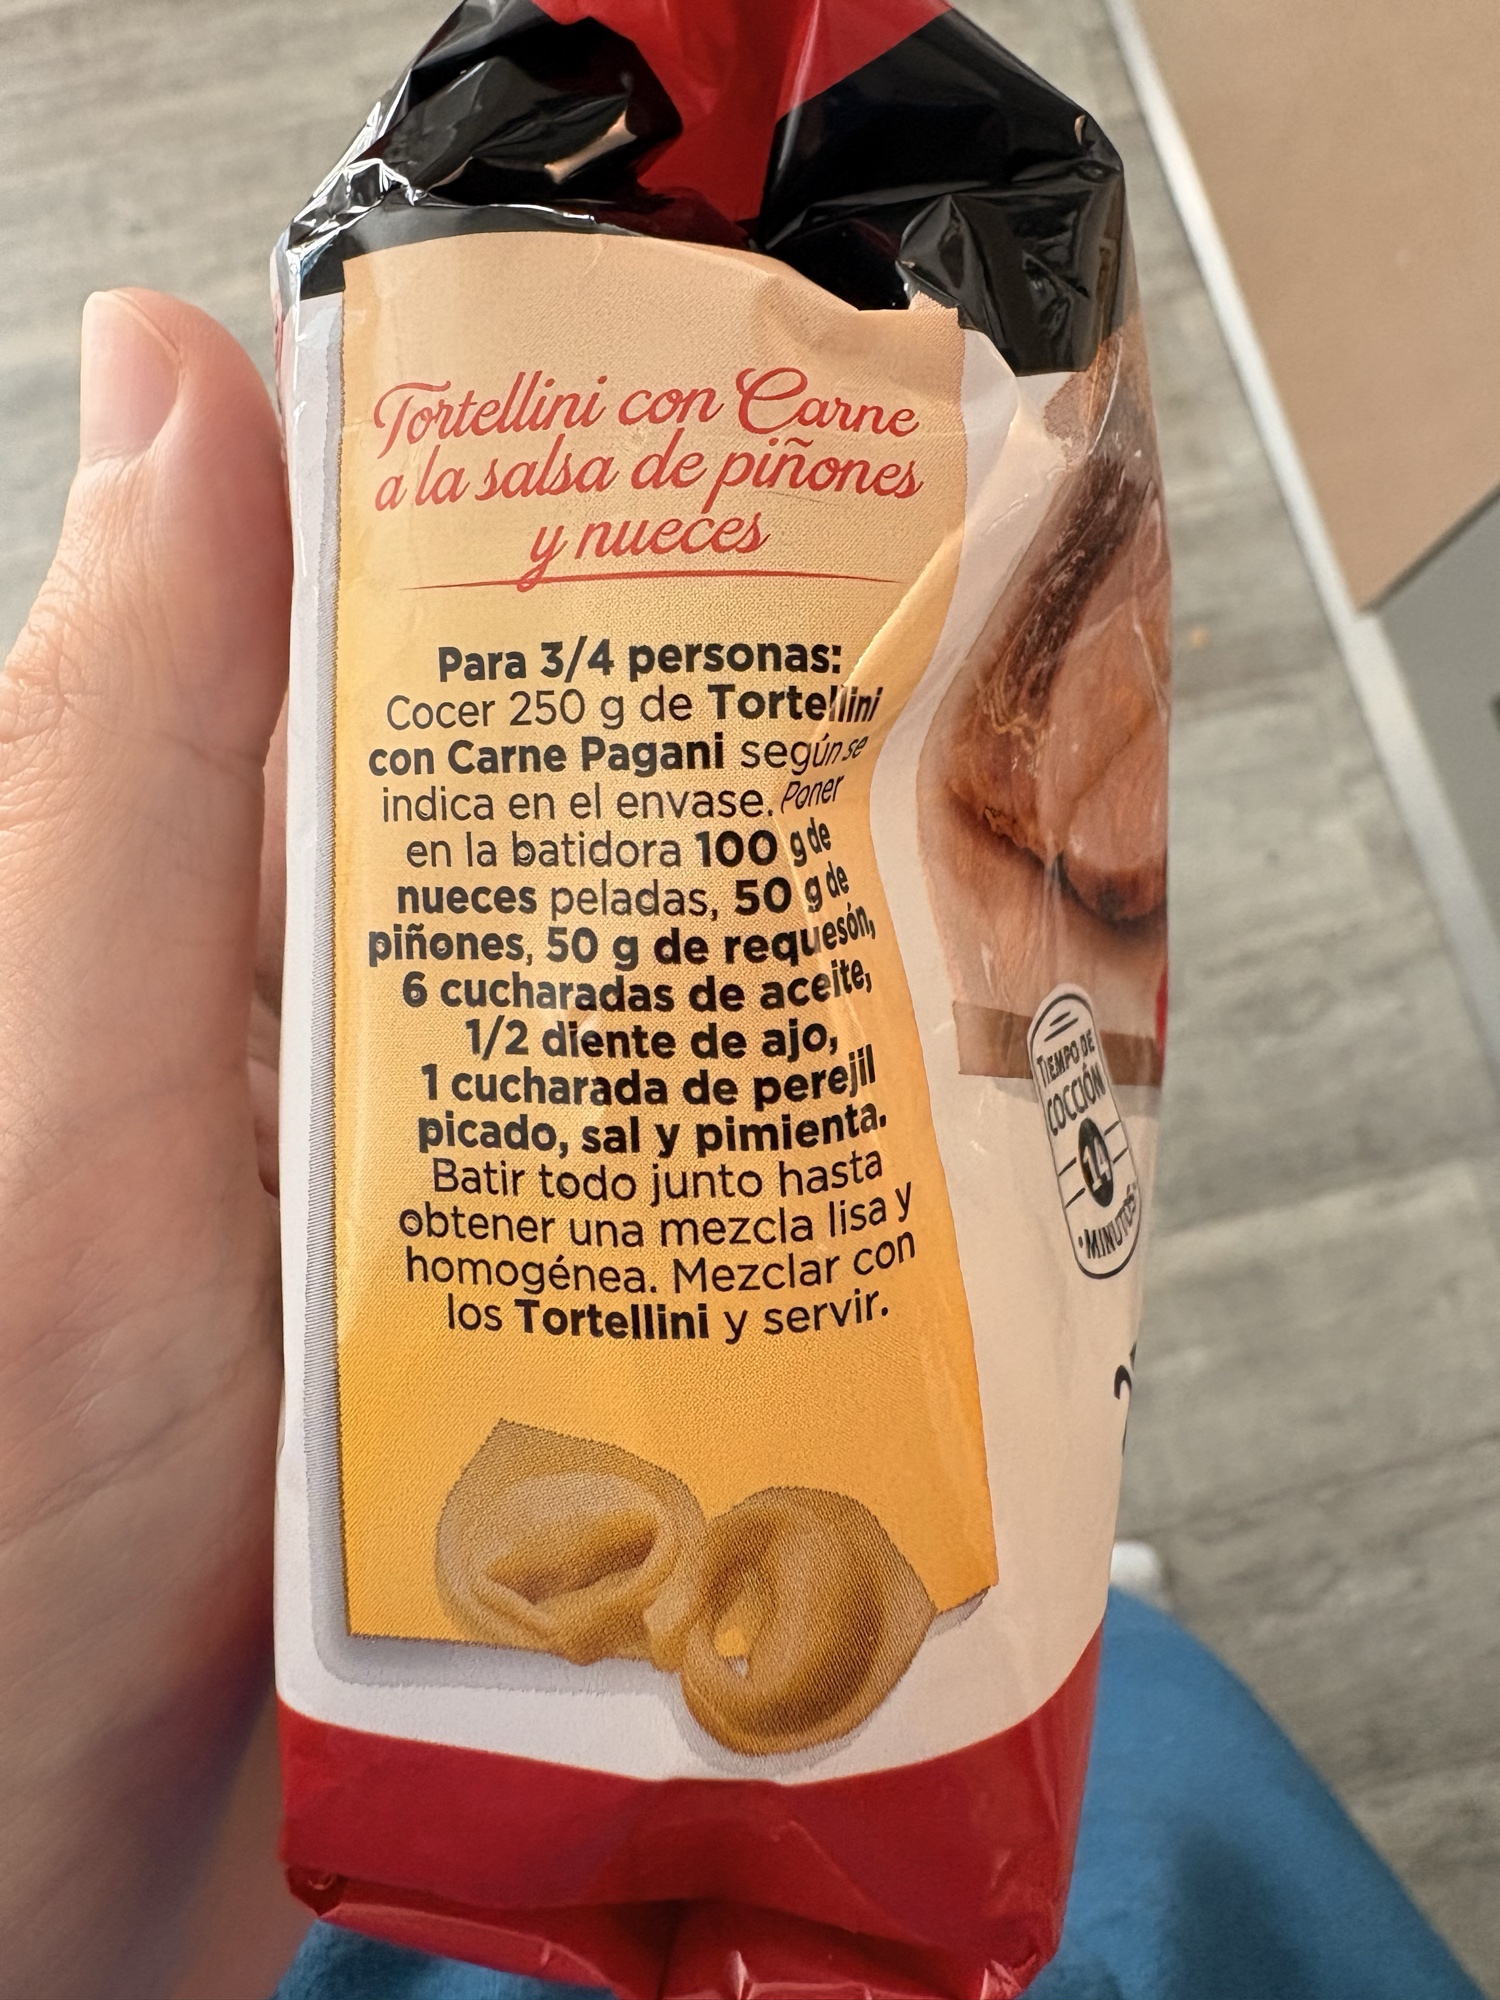 Tortellini con Carne
a la salsa de piñones
y nueces
Para 3/4 personas:
Cocer 250 g de Tortellini
con Carne Pagani según se
indica en el envase. Poner
en la batidora 100 g de
nueces peladas, 50 g de
piñones, 50 g de requesón,
6 cucharadas de aceite,
1/2 diente de ajo,
1 cucharada de perejil
picado, sal y pimienta.
Batir todo junto hasta
obtener una mezcla lisa y
homogénea. Mezclar con
los Tortellini y servir.
TIEMPO DE
COCCIÓN
14
MINUTOS